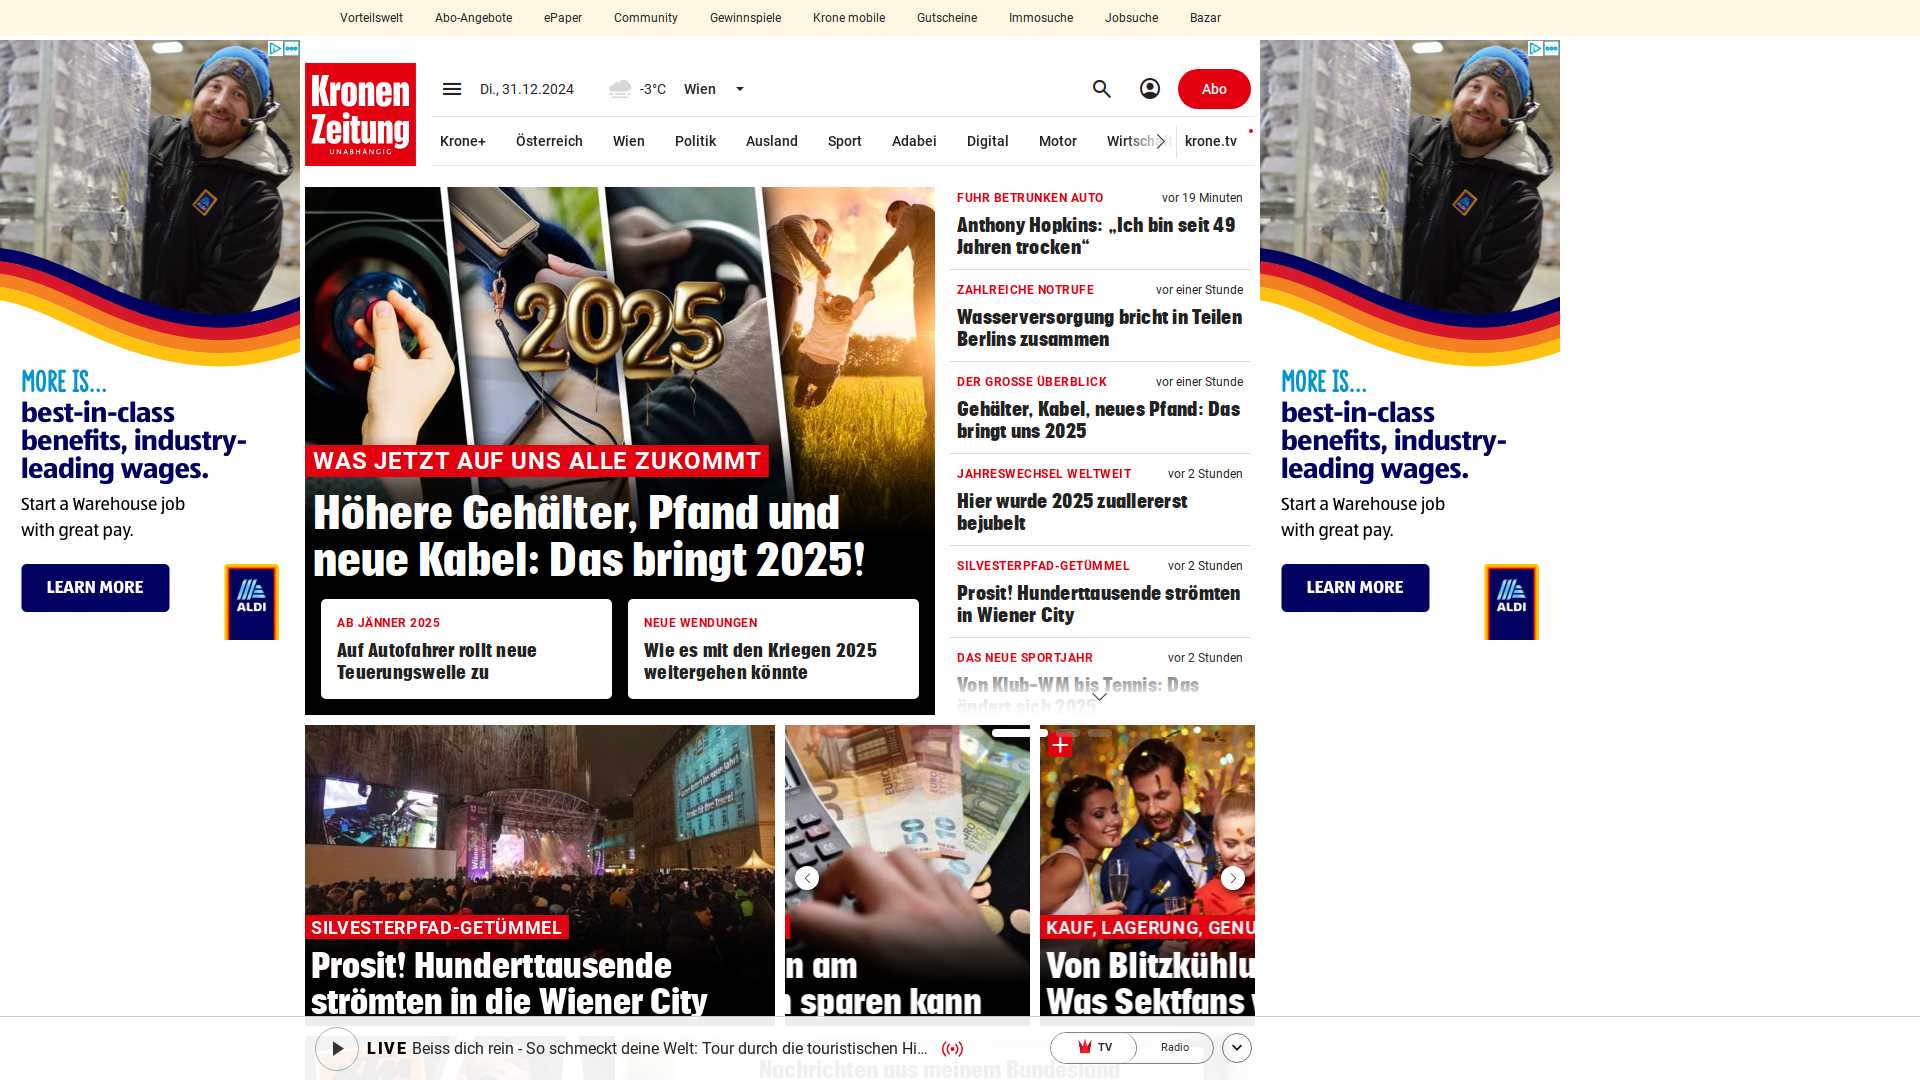 Vorteilswelt Abo-Angebote ePaper Community Gewinnspiele Krone mobile Gutscheine Immosuche Jobsuche Bazar
Kronen
Zeitung
UNABHÄNGIG
Di., 31.12.2024
-3°C Wien
Abo
Krone+ Österreich Wien Politik Ausland Sport Adabei Digital Motor Wirtschaft krone.tv
MORE IS...
best-in-class
benefits, industry-
leading wages.
Start a Warehouse job
with great pay.
LEARN MORE
ALDI
2025
WAS JETZT AUF UNS ALLE ZUKOMMT
Höhere Gehälter, Pfand und
neue Kabel: Das bringt 2025!
AB JÄNNER 2025
Auf Autofahrer rollt neue
Teuerungswelle zu
NEUE WENDUNGEN
Wie es mit den Kriegen 2025
weitergehen könnte
FUHR BETRUNKEN AUTO vor 19 Minuten
Anthony Hopkins: „Ich bin seit 49
Jahren trocken“
ZAHLREICHE NOTRUFE vor einer Stunde
Wasserversorgung bricht in Teilen
Berlins zusammen
DER GROSSE ÜBERBLICK vor einer Stunde
Gehälter, Kabel, neues Pfand: Das
bringt uns 2025
JAHRESWECHSEL WELTWEIT vor 2 Stunden
Hier wurde 2025 zuallererst
bejubelt
SILVESTERPFAD-GETÜMMEL vor 2 Stunden
Prosit! Hunderttausende strömten
in Wiener City
DAS NEUE SPORTJAHR vor 2 Stunden
Von Klub-WM bis Tennis: Das
ändert sich 2025
MORE IS...
best-in-class
benefits, industry-
leading wages.
Start a Warehouse job
with great pay.
LEARN MORE
ALDI
SILVESTERPFAD-GETÜMMEL
Prosit! Hunderttausende
strömten in die Wiener City
n am
sparen kann
KAUF, LAGERUNG, GENU
Von Blitzkühlu
Was Sektfans
LIVE Beiss dich rein - So schmeckt deine Welt: Tour durch die touristischen Hi...
TV Radio
Nachrichten aus meinem Bundesland